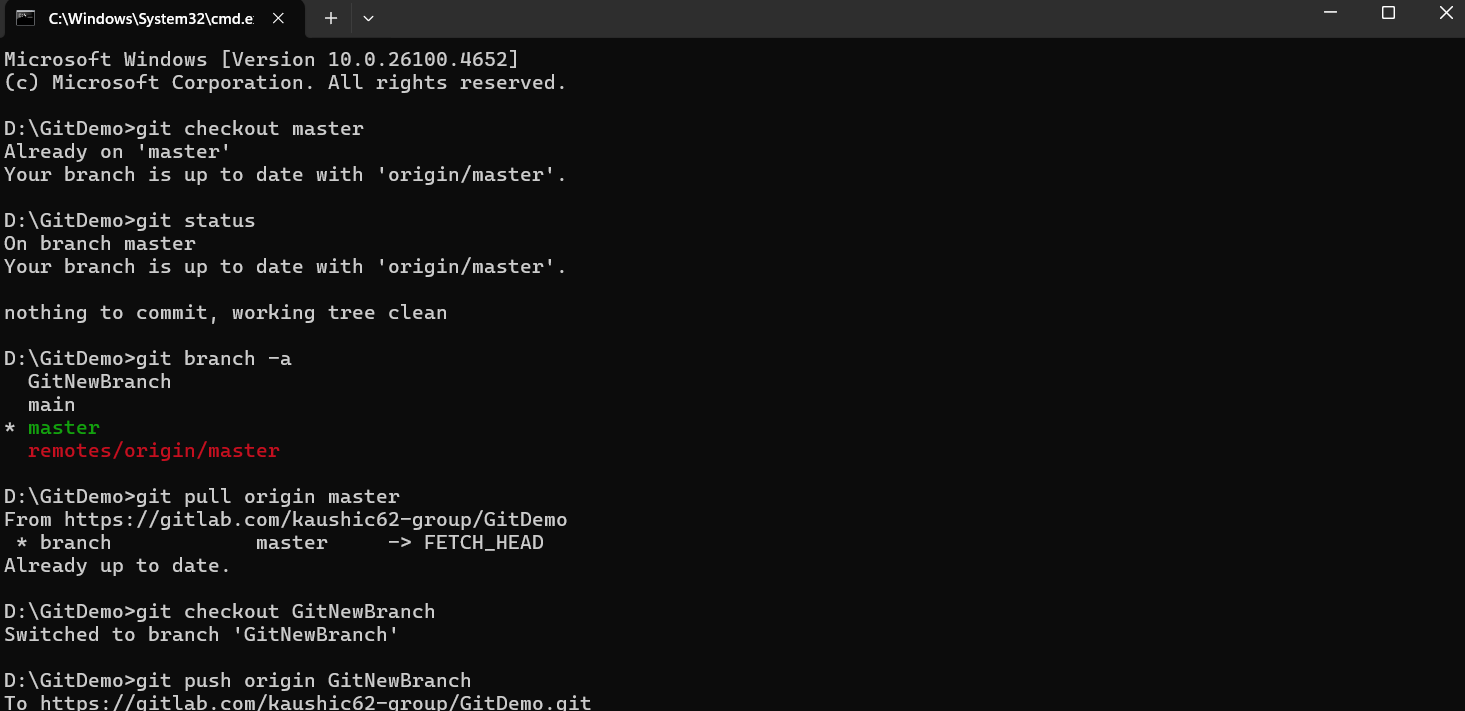 C:\Windows\System32\cmd.e
Microsoft Windows [Version 10.0.26100.4652]
(c) Microsoft Corporation. All rights reserved.
D:\GitDemo>git checkout master
Already on 'master'
Your branch is up to date with 'origin/master'.
D:\GitDemo>git status
On branch master
Your branch is up to date with 'origin/master'.
nothing to commit, working tree clean
D:\GitDemo>git branch -a
  GitNewBranch
  main
* master
  remotes/origin/master
D:\GitDemo>git pull origin master
From https://gitlab.com/kaushic62-group/GitDemo
 * branch            master     -> FETCH_HEAD
Already up to date.
D:\GitDemo>git checkout GitNewBranch
Switched to branch 'GitNewBranch'
D:\GitDemo>git push origin GitNewBranch
To https://gitlab.com/kaushic62-group/GitDemo.git